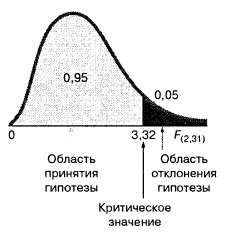 0,95
0,05
0
3,32
F(2,31)
Область
принятия
гипотезы
Область
отклонения
гипотезы
Критическое
значение